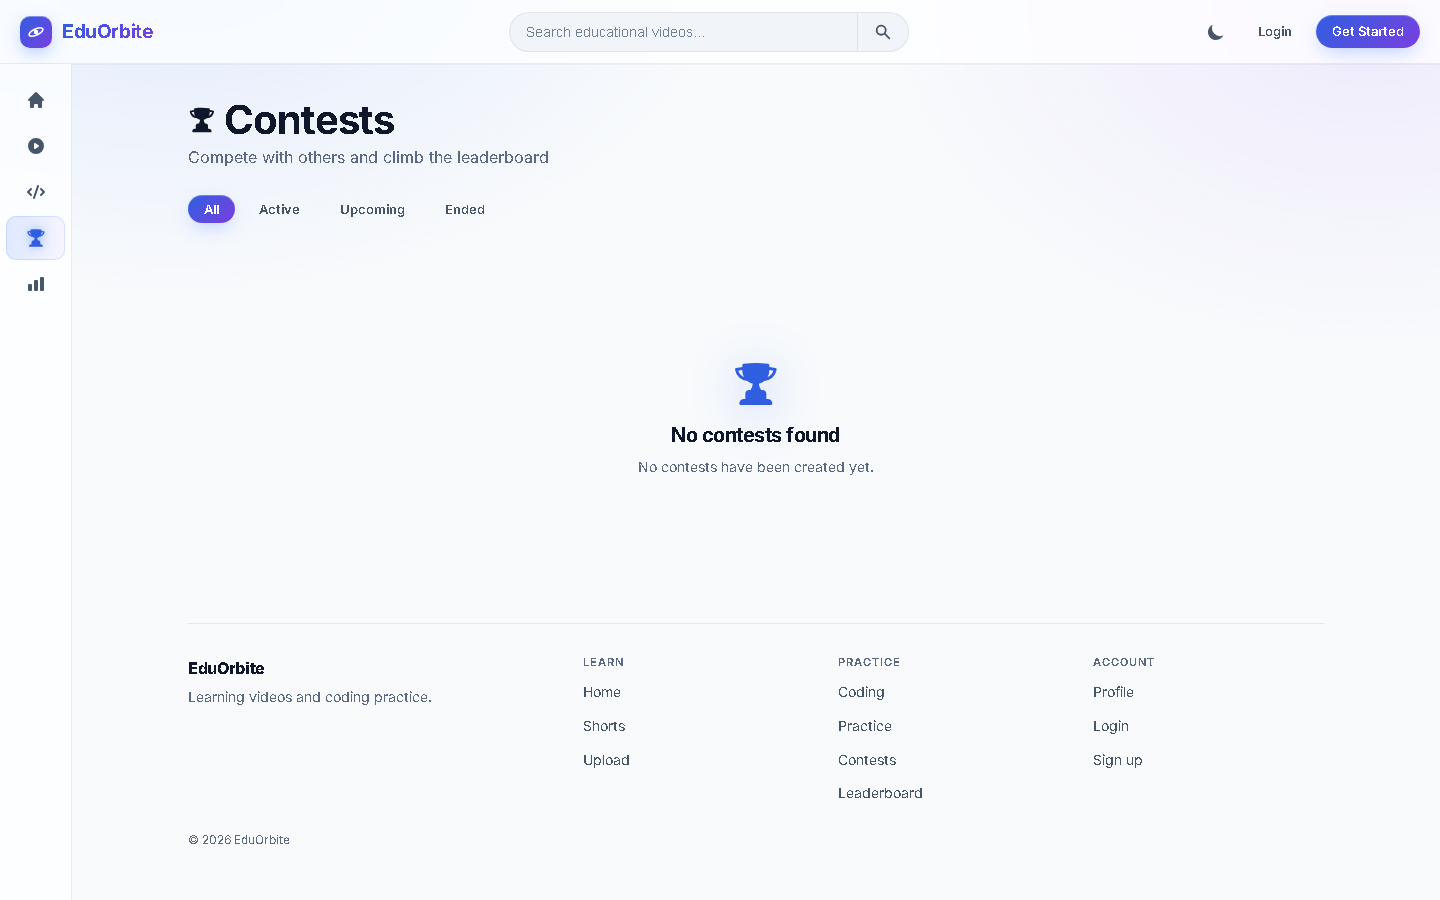 EduOrbite
Search educational videos...
Login
Get Started
Contests
Compete with others and climb the leaderboard
All
Active
Upcoming
Ended
No contests found
No contests have been created yet.
EduOrbite
Learning videos and coding practice.
LEARN
Home
Shorts
Upload
PRACTICE
Coding
Practice
Contests
Leaderboard
ACCOUNT
Profile
Login
Sign up
© 2026 EduOrbite